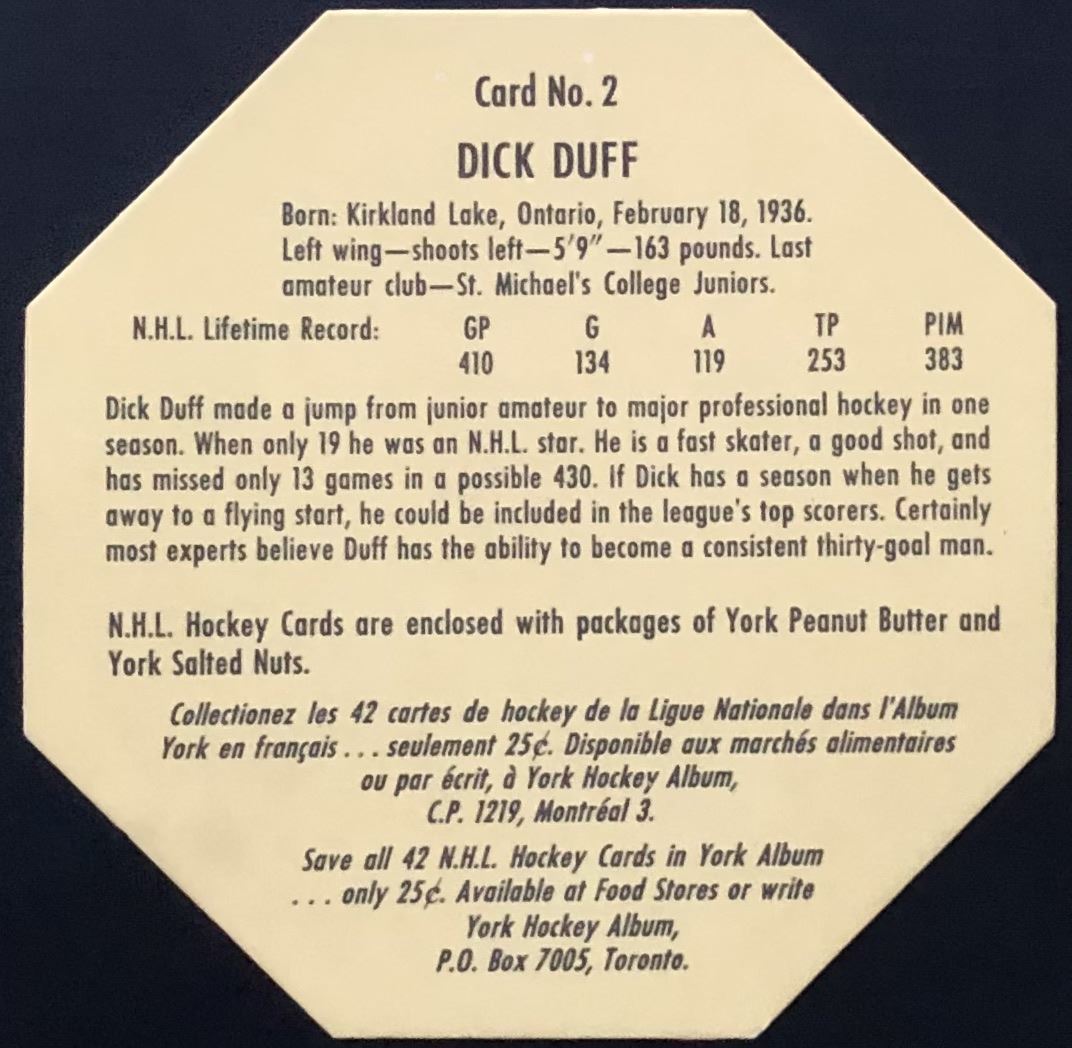 Card No. 2
DICK DUFF
Born: Kirkland Lake, Ontario, February 18, 1936.
Left wing—shoots left—5'9"—163 pounds. Last
amateur club—St. Michael's College Juniors.
N.H.L. Lifetime Record: GP G A TP PIM
410 134 119 253 383
Dick Duff made a jump from junior amateur to major professional hockey in one
season. When only 19 he was an N.H.L. star. He is a fast skater, a good shot, and
has missed only 13 games in a possible 430. If Dick has a season when he gets
away to a flying start, he could be included in the league's top scorers. Certainly
most experts believe Duff has the ability to become a consistent thirty-goal man.
N.H.L. Hockey Cards are enclosed with packages of York Peanut Butter and
York Salted Nuts.
Collectionez les 42 cartes de hockey de la Ligue Nationale dans l'Album
York en français . . . seulement 25¢. Disponible aux marchés alimentaires
ou par écrit, à York Hockey Album,
C.P. 1219, Montréal 3.
Save all 42 N.H.L. Hockey Cards in York Album
. . . only 25¢. Available at Food Stores or write
York Hockey Album,
P.O. Box 7005, Toronto.